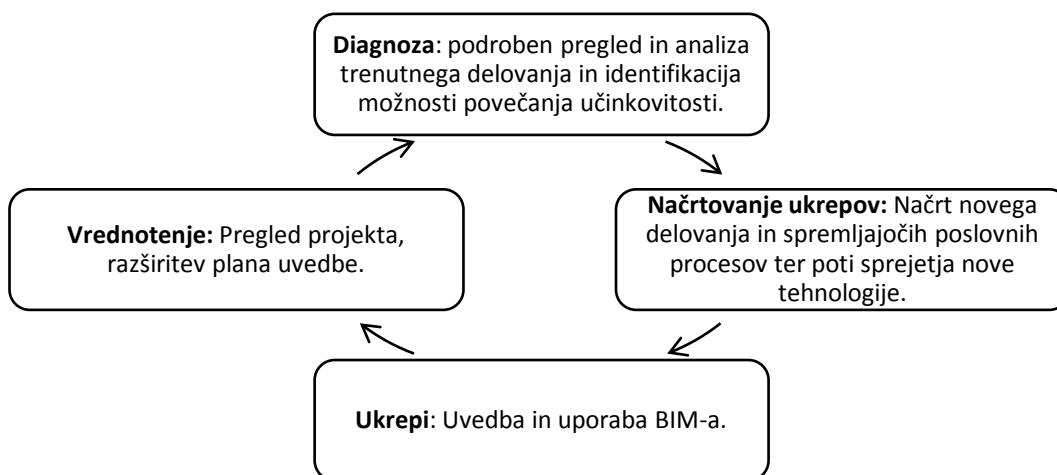 Diagnoza: podroben pregled in analiza
trenutnega delovanja in identifikacija
možnosti povečanja učinkovitosti.
Načrtovanje ukrepov: Načrt novega
delovanja in spremljajočih poslovnih
procesov ter poti sprejetja nove
tehnologije.
Ukrepi: Uvedba in uporaba BIM-a.
Vrednotenje: Pregled projekta,
razširitev plana uvedbe.